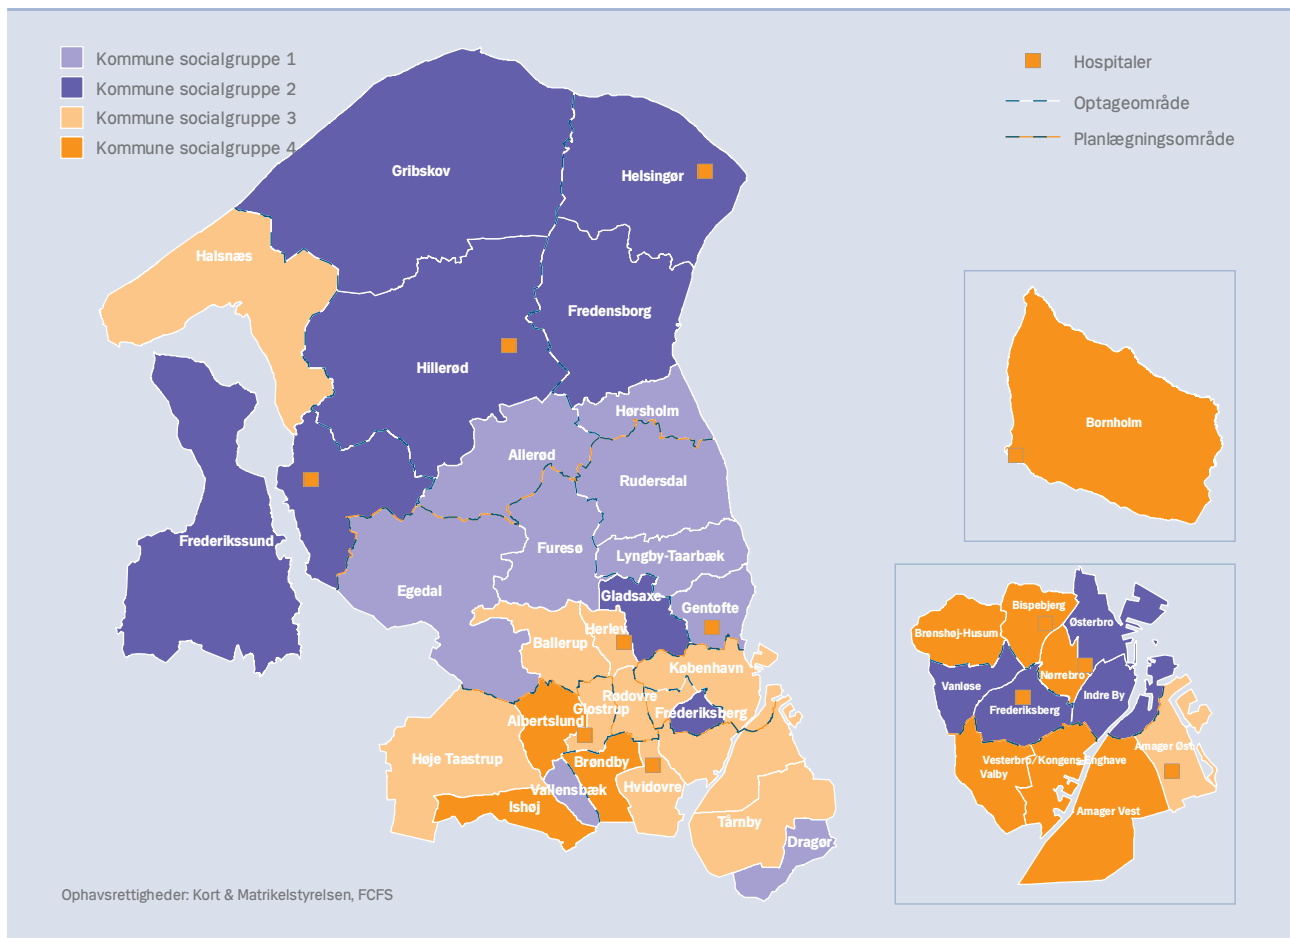 Kommune socialgruppe 1
Kommune socialgruppe 2
Kommune socialgruppe 3
Kommune socialgruppe 4
Hospitaler
Optageområde
Planlægningsområde
Gribskov
Helsingør
Halsnæs
Fredensborg
Hillerød
Hørsholm
Allerød
Rudersdal
Frederikssund
Furesø
Lyngby-Taarbæk
Egedal
Gladsaxe
Gentofte
Herlev
Ballerup
København
Rødovre
Glostrup
Frederiksberg
Albertslund
Høje Taastrup
Brøndby
Vallensbæk
Hvidovre
Ishøj
Tårnby
Dragør
Bornholm
Bispebjerg
Østerbro
Brønshøj-Husum
Nørrebro
Vanløse
Indre By
Frederiksberg
Amager Øst
Vesterbro/Kongens Enghave
Valby
Amager Vest
Ophavsrettigheder: Kort & Matrikelstyrelsen, FCFS